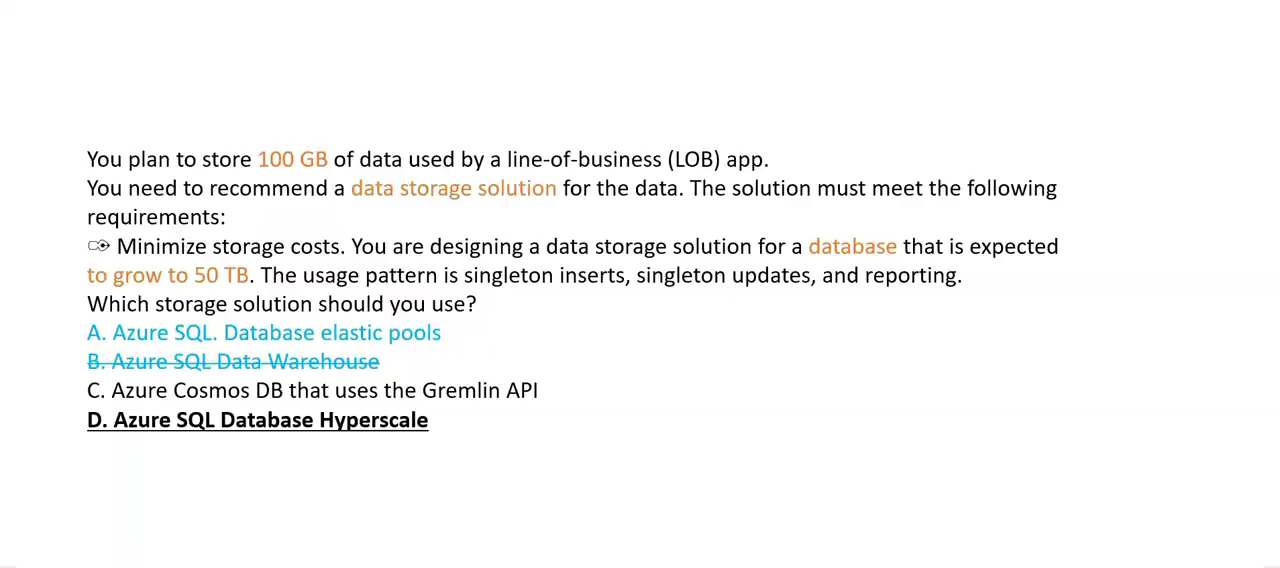 You plan to store 100 GB of data used by a line-of-business (LOB) app.
You need to recommend a data storage solution for the data. The solution must meet the following
requirements:
Minimize storage costs. You are designing a data storage solution for a database that is expected
to grow to 50 TB. The usage pattern is singleton inserts, singleton updates, and reporting.
Which storage solution should you use?
A. Azure SQL. Database elastic pools
B. Azure SQL Data Warehouse
C. Azure Cosmos DB that uses the Gremlin API
D. Azure SQL Database Hyperscale